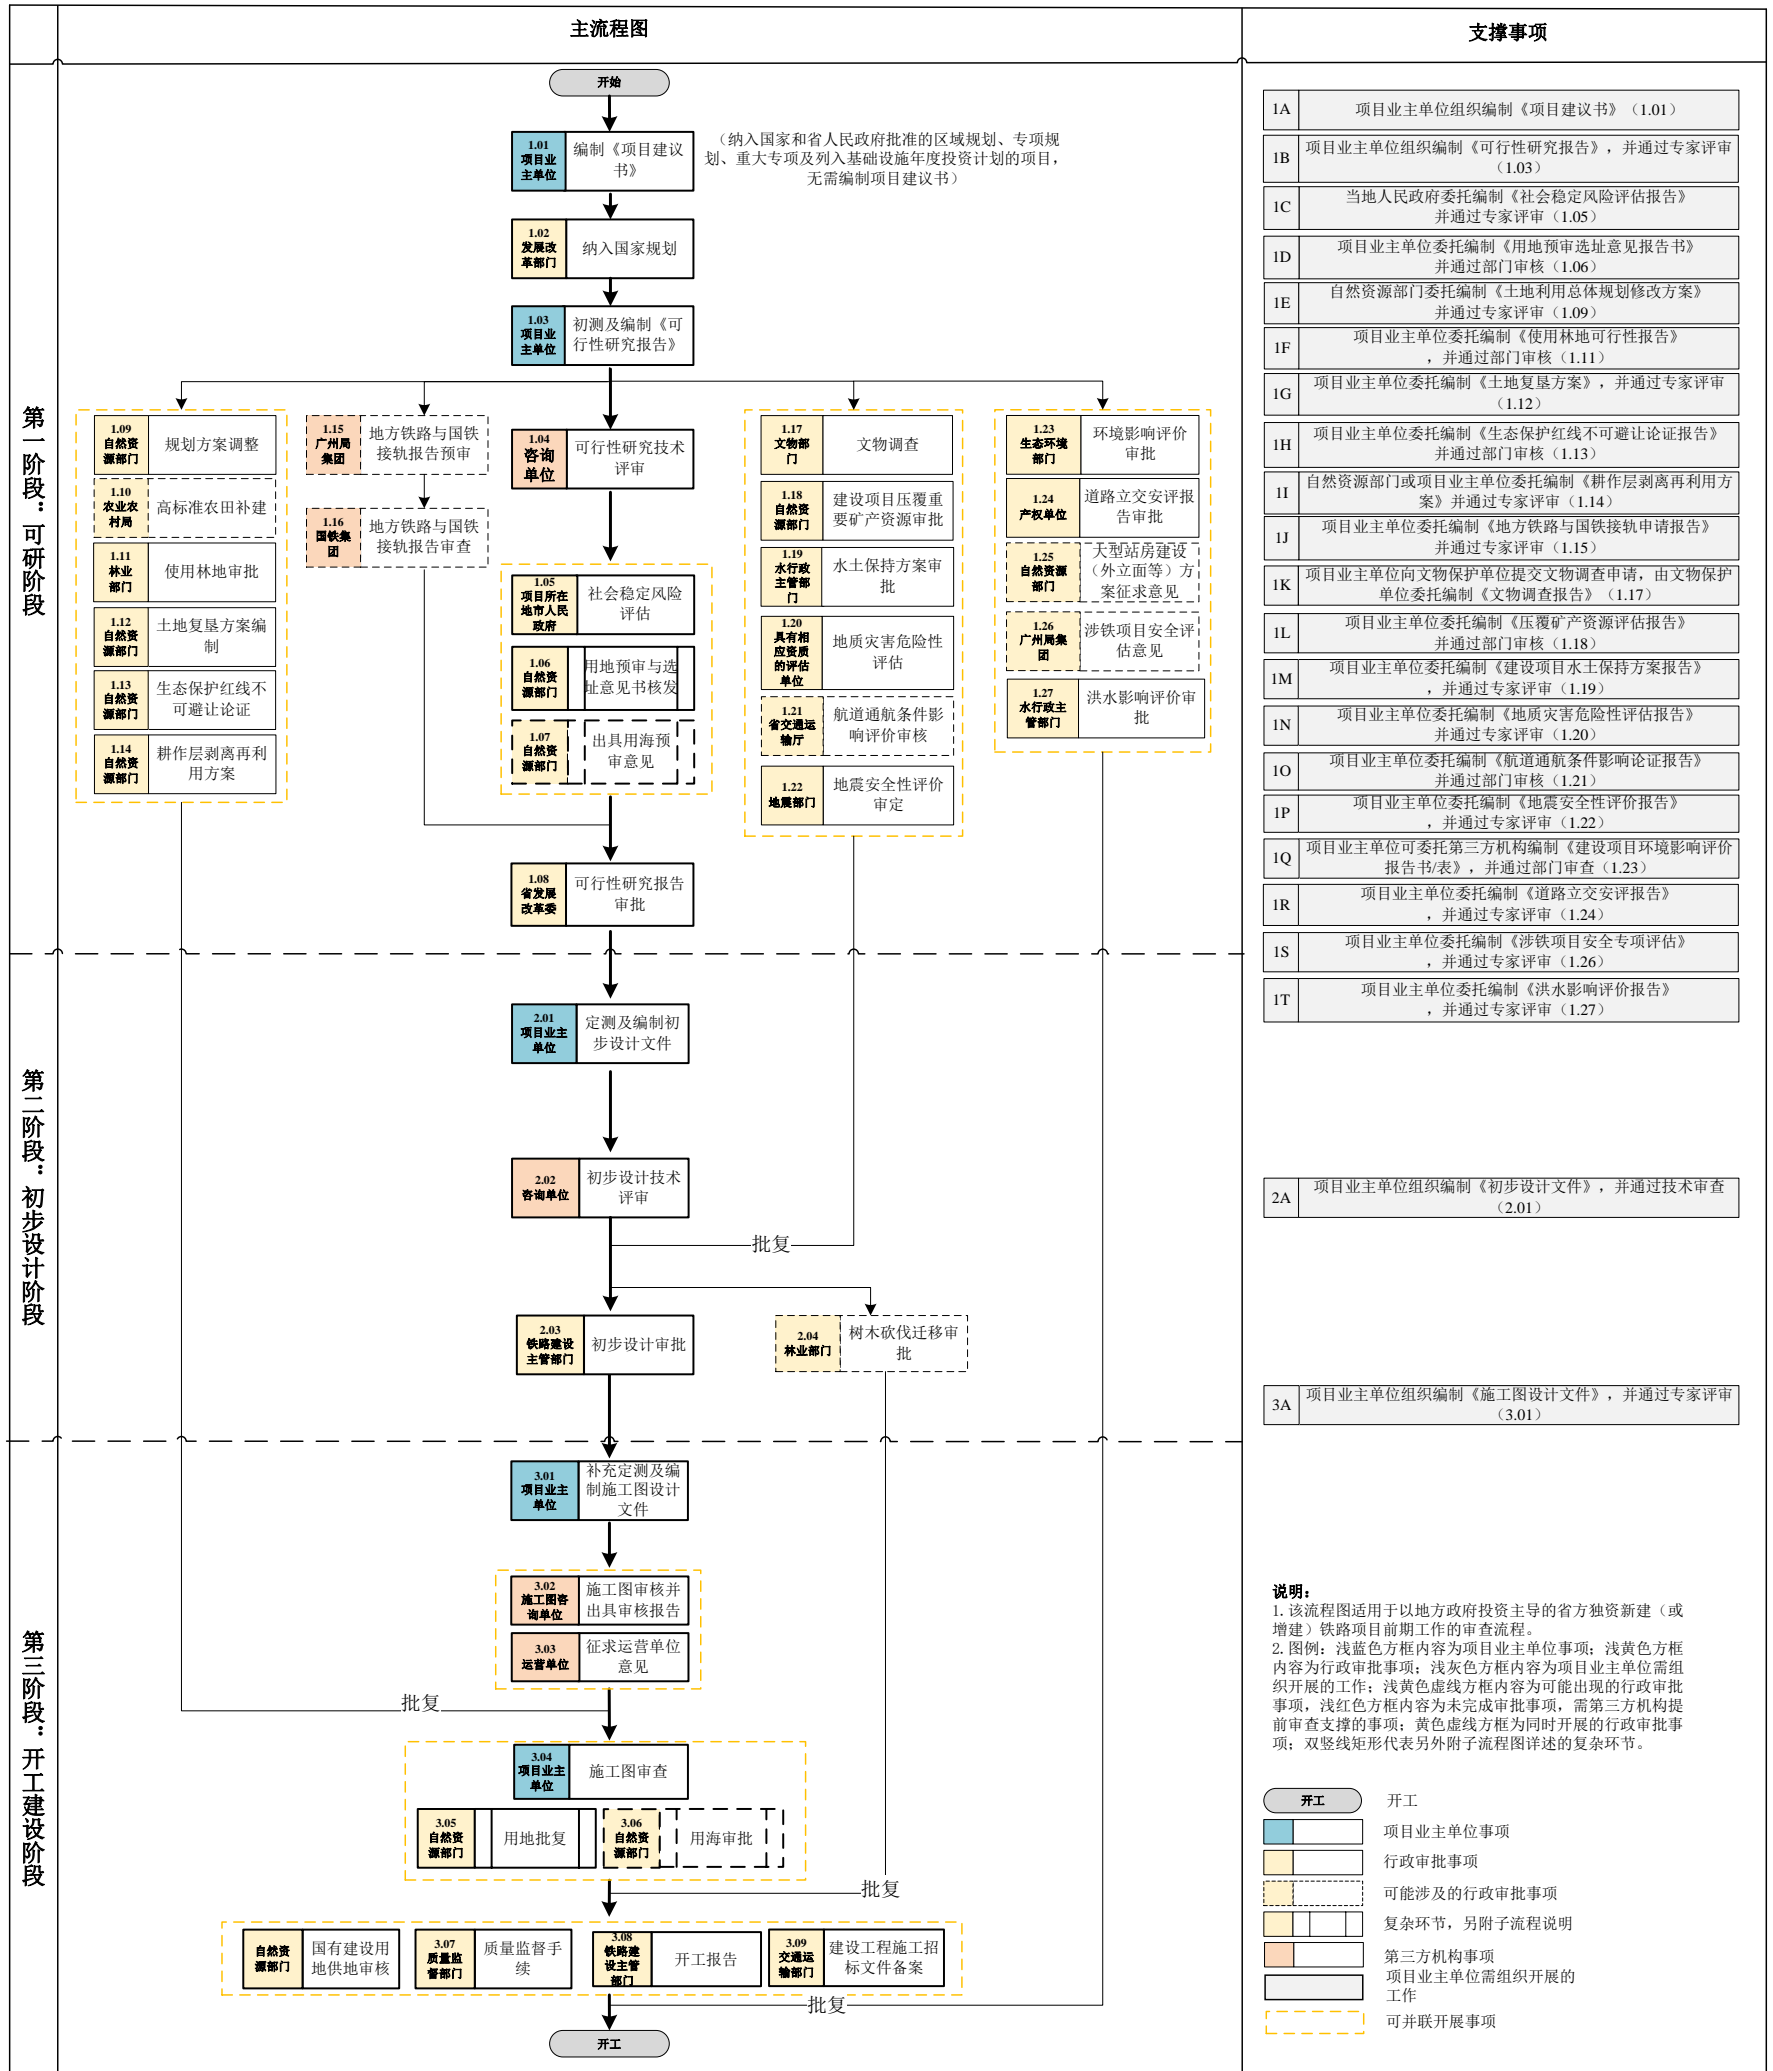 主流程图
支撑事项
第一阶段：可研阶段
开始
1.01
项目业
主单位
编制《项目建议
书》
（纳入国家和省人民政府批准的区域规划、专项规
划、重大专项及列入基础设施年度投资计划的项目，
无需编制项目建议书）
1.02
发展改
革部门
纳入国家规划
1.03
项目业
主单位
初测及编制《可
行性研究报告》
1.09
自然资
源部门
规划方案调整
1.10
农业农
村局
高标准农田补建
1.11
林业
部门
使用林地审批
1.12
自然资
源部门
土地复垦方案编
制
1.13
自然资
源部门
生态保护红线不
可避让论证
1.14
自然资
源部门
耕作层剥离再利
用方案
1.15
广州局
集团
地方铁路与国铁
接轨报告预审
1.16
国铁集
团
地方铁路与国铁
接轨报告审查
1.04
咨询
单位
可行性研究技术
评审
1.05
项目所在
地市人民
政府
社会稳定风险
评估
1.06
自然资
源部门
用地预审与选
址意见书核发
1.07
自然资
源部门
出具用海预
审意见
1.17
文物部
门
文物调查
1.18
自然资
源部门
建设项目压覆重
要矿产资源审批
1.19
水行政
主管部
门
水土保持方案审
批
1.20
具有相
应资质
的评估
单位
地质灾害危险性
评估
1.21
省交通运
输厅
航道通航条件影
响评价审核
1.22
地震部门
地震安全性评价
审定
1.23
生态环境
部门
环境影响评价
审批
1.24
产权单位
道路立交安评报
告审批
1.25
自然资源
部门
大型站房建设
（外立面等）方
案征求意见
1.26
广州局集
团
涉铁项目安全评
估意见
1.27
水行政主
管部门
洪水影响评价审
批
1.08
省发展
改革委
可行性研究报告
审批
第二阶段：初步设计阶段
2.01
项目业主
单位
定测及编制初
步设计文件
2.02
咨询单位
初步设计技术
评审
批复
2.03
铁路建设
主管部门
初步设计审批
2.04
林业部门
树木砍伐迁移审
批
第三阶段：开工建设阶段
3.01
项目业主
单位
补充定测及编
制施工图设计
文件
3.02
施工图咨
询单位
施工图审核并
出具审核报告
3.03
运营单位
征求运营单位
意见
批复
3.04
项目业主
单位
施工图审查
3.05
自然资
源部门
用地批复
3.06
自然资
源部门
用海审批
批复
自然资
源部门
国有建设用
地供地审核
3.07
质量监
督部门
质量监督手
续
3.08
铁路建
设主管
部门
开工报告
3.09
交通运
输部门
建设工程施工招
标文件备案
批复
开工
1A
项目业主单位组织编制《项目建议书》（1.01）
1B
项目业主单位组织编制《可行性研究报告》，并通过专家评审
（1.03）
1C
当地人民政府委托编制《社会稳定风险评估报告》
并通过专家评审（1.05）
1D
项目业主单位委托编制《用地预审选址意见报告书》
并通过部门审核（1.06）
1E
自然资源部门委托编制《土地利用总体规划修改方案》
并通过专家评审（1.09）
1F
项目业主单位委托编制《使用林地可行性报告》
，并通过部门审核（1.11）
1G
项目业主单位委托编制《土地复垦方案》，并通过专家评审
（1.12）
1H
项目业主单位委托编制《生态保护红线不可避让论证报告》
并通过部门审核（1.13）
1I
自然资源部门或项目业主单位委托编制《耕作层剥离再利用方
案》并通过专家评审（1.14）
1J
项目业主单位委托编制《地方铁路与国铁接轨申请报告》
并通过专家评审（1.15）
1K
项目业主单位向文物保护单位提交文物调查申请，由文物保护
单位委托编制《文物调查报告》（1.17）
1L
项目业主单位委托编制《压覆矿产资源评估报告》
并通过部门审核（1.18）
1M
项目业主单位委托编制《建设项目水土保持方案报告》
，并通过专家评审（1.19）
1N
项目业主单位委托编制《地质灾害危险性评估报告》
并通过专家评审（1.20）
1O
项目业主单位委托编制《航道通航条件影响论证报告》
并通过部门审核（1.21）
1P
项目业主单位委托编制《地震安全性评价报告》
，并通过专家评审（1.22）
1Q
项目业主单位可委托第三方机构编制《建设项目环境影响评价
报告书/表》，并通过部门审查（1.23）
1R
项目业主单位委托编制《道路立交安评报告》
，并通过专家评审（1.24）
1S
项目业主单位委托编制《涉铁项目安全专项评估》
，并通过专家评审（1.26）
1T
项目业主单位委托编制《洪水影响评价报告》
，并通过专家评审（1.27）
2A
项目业主单位组织编制《初步设计文件》，并通过技术审查
（2.01）
3A
项目业主单位组织编制《施工图设计文件》，并通过专家评审
（3.01）
说明：
1. 该流程图适用于以地方政府投资主导的省方独资新建（或
增建）铁路项目前期工作的审查流程。
2. 图例：浅蓝色方框内容为项目业主单位事项；浅黄色方框
内容为行政审批事项；浅灰色方框内容为项目业主单位需组
织开展的工作；浅黄色虚线方框内容为可能出现的行政审批
事项，浅红色方框内容为未完成审批事项，需第三方机构提
前审查支撑的事项；黄色虚线方框为同时开展的行政审批事
项；双竖线矩形代表另外附子流程图详述的复杂环节。
开工
开工
项目业主单位事项
行政审批事项
可能涉及的行政审批事项
复杂环节，另附子流程说明
第三方机构事项
项目业主单位需组织开展的
工作
可并联开展事项